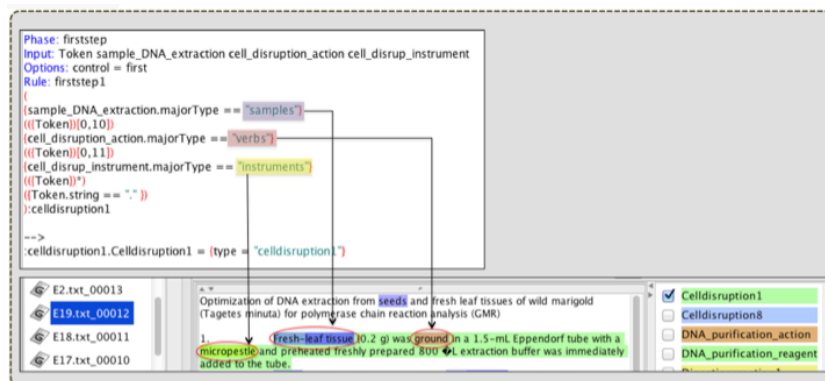 Phase: firststep
Input: Token sample_DNA_extraction cell_disruption_action cell_disrup_instrument
Options: control = first
Rule: firststep1
(
{sample_DNA_extraction.majorType == "samples"}
(({Token})[0,10])
{cell_disruption_action.majorType == "verbs"}
(({Token})[0,11])
{cell_disrup_instrument.majorType == "instruments"}
(({Token})*)
({Token.string == "." })
):celldisruption1
-->
:celldisruption1.Celldisruption1 = {type = "celldisruption1"}
E2.txt_00013
E19.txt_00012
E18.txt_00011
E17.txt_00010
Optimization of DNA extraction from seeds and fresh leaf tissues of wild marigold
(Tagetes minuta) for polymerase chain reaction analysis (GMR)
1. Fresh-leaf tissue (0.2 g) was ground in a 1.5-mL Eppendorf tube with a
micropestle and preheated freshly prepared 800 �L extraction buffer was immediately
added to the tube.
Celldisruption1
Celldisruption8
DNA_purification_action
DNA_purification_reagent